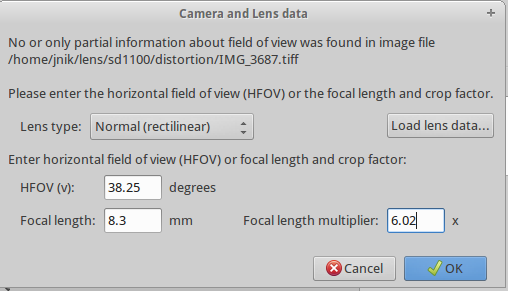 Camera and Lens data
No or only partial information about field of view was found in image file
/home/jnik/lens/sd1100/distortion/IMG_3687.tiff
Please enter the horizontal field of view (HFOV) or the focal length and crop factor.
Lens type: Normal (rectilinear) Load lens data...
Enter horizontal field of view (HFOV) or focal length and crop factor:
HFOV (v): 38.25 degrees
Focal length: 8.3 mm Focal length multiplier: 6.02 x
Cancel OK